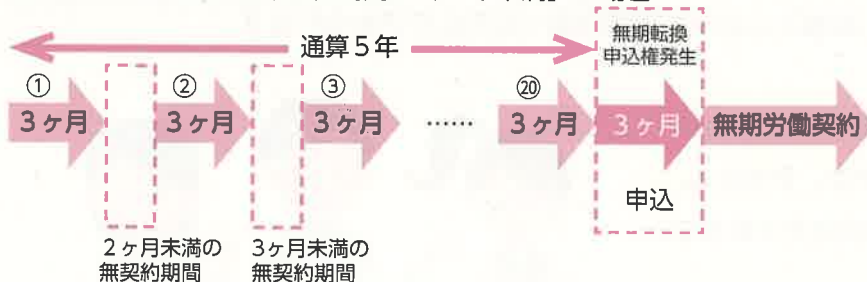 通算5年
無期転換
申込権発生
① ② ③ ⑳
3ヶ月 3ヶ月 3ヶ月 …… 3ヶ月 3ヶ月 無期労働契約
申込
2ヶ月未満の
無契約期間
3ヶ月未満の
無契約期間